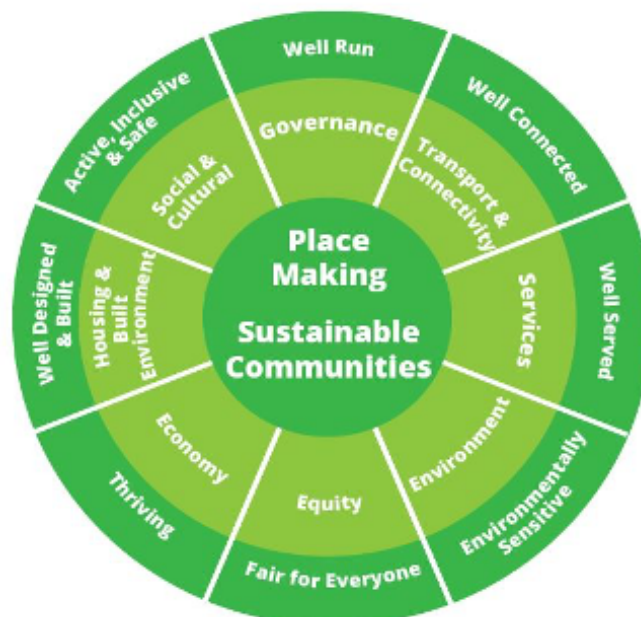 Well Run
Governance
Well Connected
Transport &
Connectivity
Well Served
Services
Environmentally
Sensitive
Environment
Fair for Everyone
Equity
Thriving
Economy
Well Designed
& Built
Housing &
Built
Environment
Active, Inclusive
& Safe
Social &
Cultural
Place
Making
Sustainable
Communities